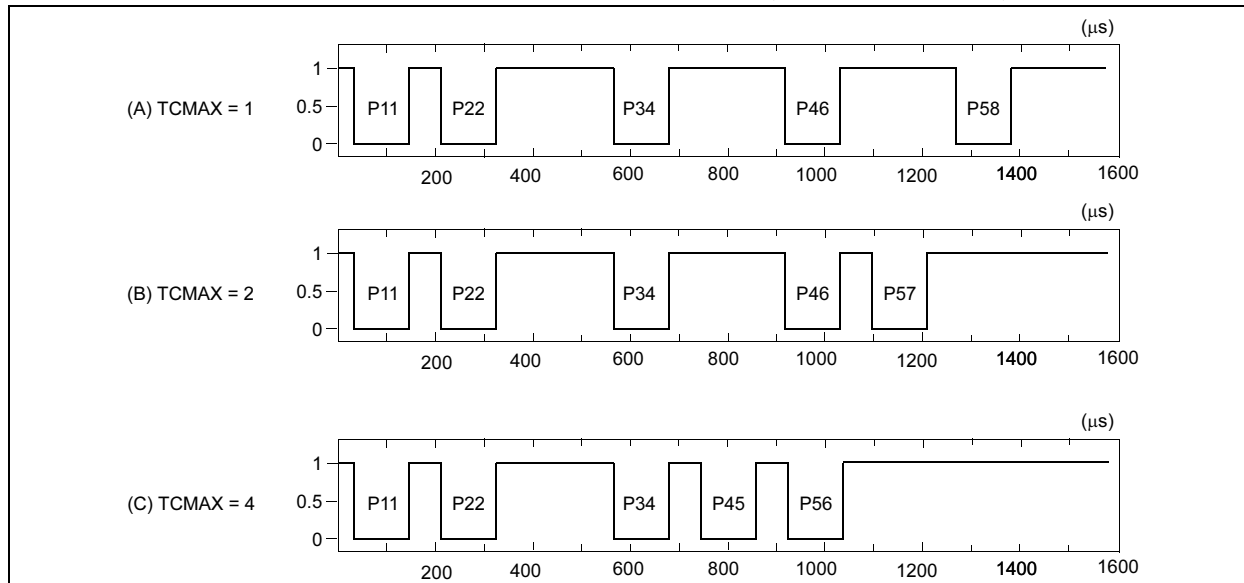 (μs)
1
(A) TCMAX = 1
0.5
0
P11 P22 P34 P46 P58
200 400 600 800 1000 1200 1400 1600
(μs)
1
(B) TCMAX = 2
0.5
0
P11 P22 P34 P46 P57
200 400 600 800 1000 1200 1400 1600
(μs)
1
(C) TCMAX = 4
0.5
0
P11 P22 P34 P45 P56
200 400 600 800 1000 1200 1400 1600